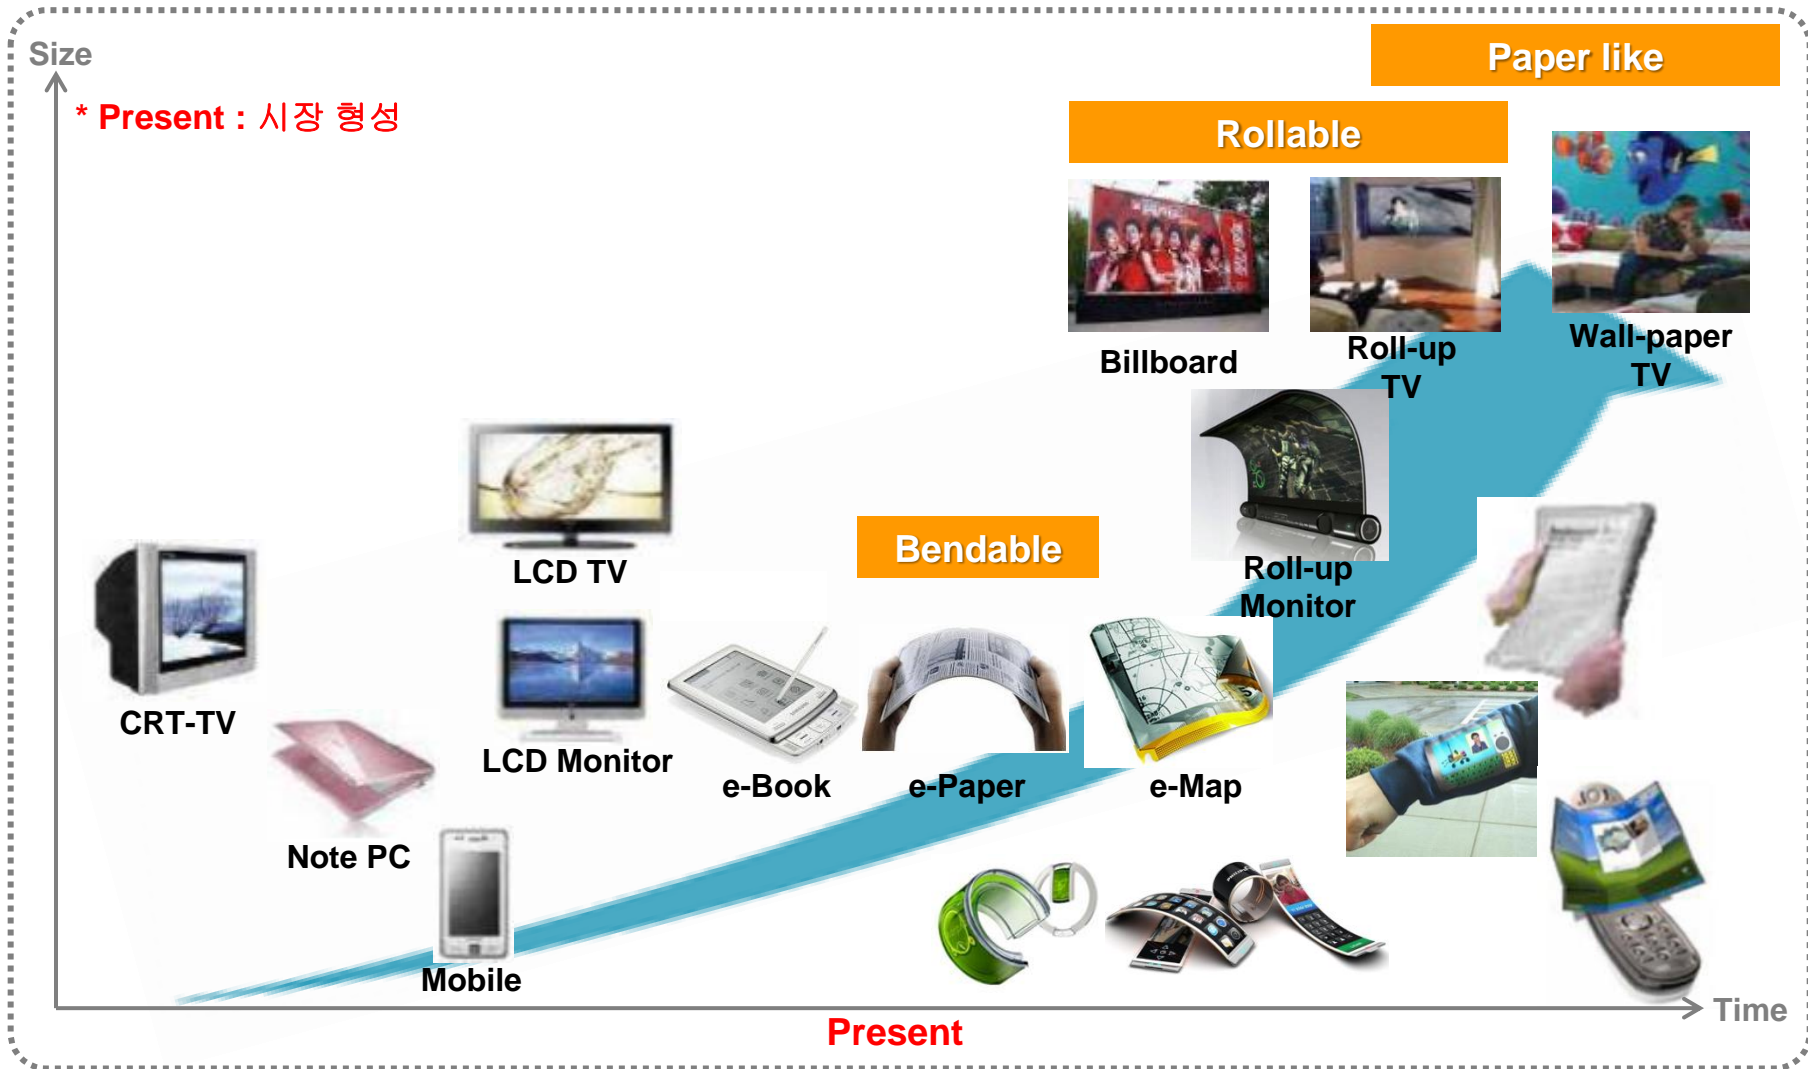 Size
Paper like
* Present : 시장 형성
Rollable
Billboard
Roll-up
TV
Wall-paper
TV
LCD TV
Bendable
Roll-up
Monitor
CRT-TV
LCD Monitor
e-Book
e-Paper
e-Map
Note PC
Mobile
Time
Present